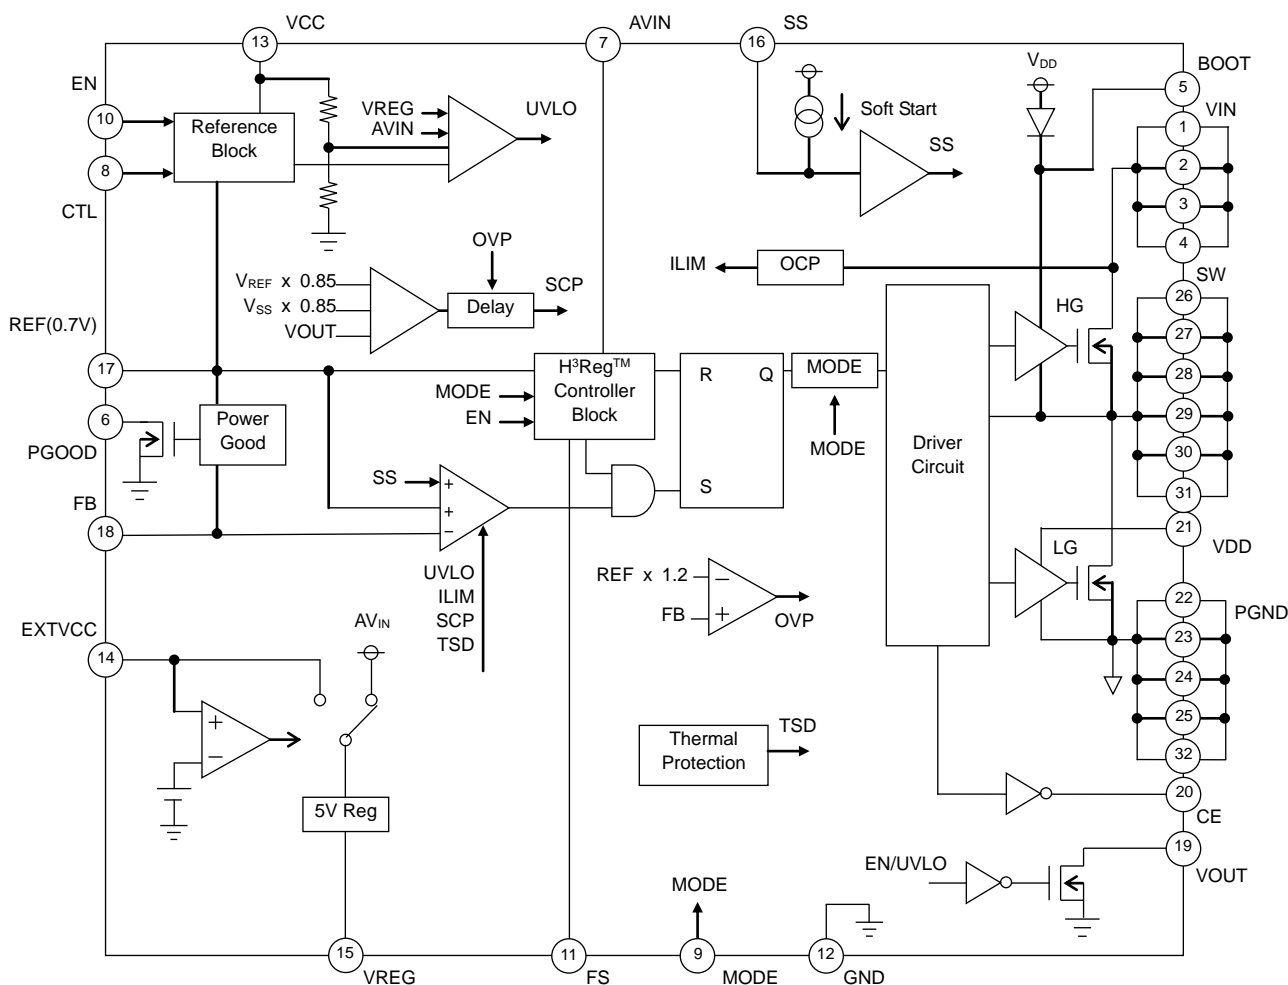 VCC
13
AVIN
7
SS
16
EN
10
Reference
Block
8
CTL
VREG
AVIN
UVLO
Soft Start
SS
VDD
BOOT
5
VIN
1
2
3
4
OVP
VREF x 0.85
VSS x 0.85
VOUT
Delay
SCP
ILIM
OCP
SW
26
27
28
29
30
31
HG
REF(0.7V)
17
H³Reg™
Controller
Block
MODE
EN
R
Q
S
MODE
MODE
Driver
Circuit
6
PGOOD
Power
Good
FB
18
SS
+
+
−
UVLO
ILIM
SCP
TSD
REF x 1.2
−
FB
+
OVP
LG
21
VDD
22
PGND
23
24
25
32
EXTVCC
14
AVIN
+
−
5V Reg
Thermal
Protection
TSD
20
CE
19
VOUT
EN/UVLO
MODE
15
VREG
11
FS
9
MODE
12
GND